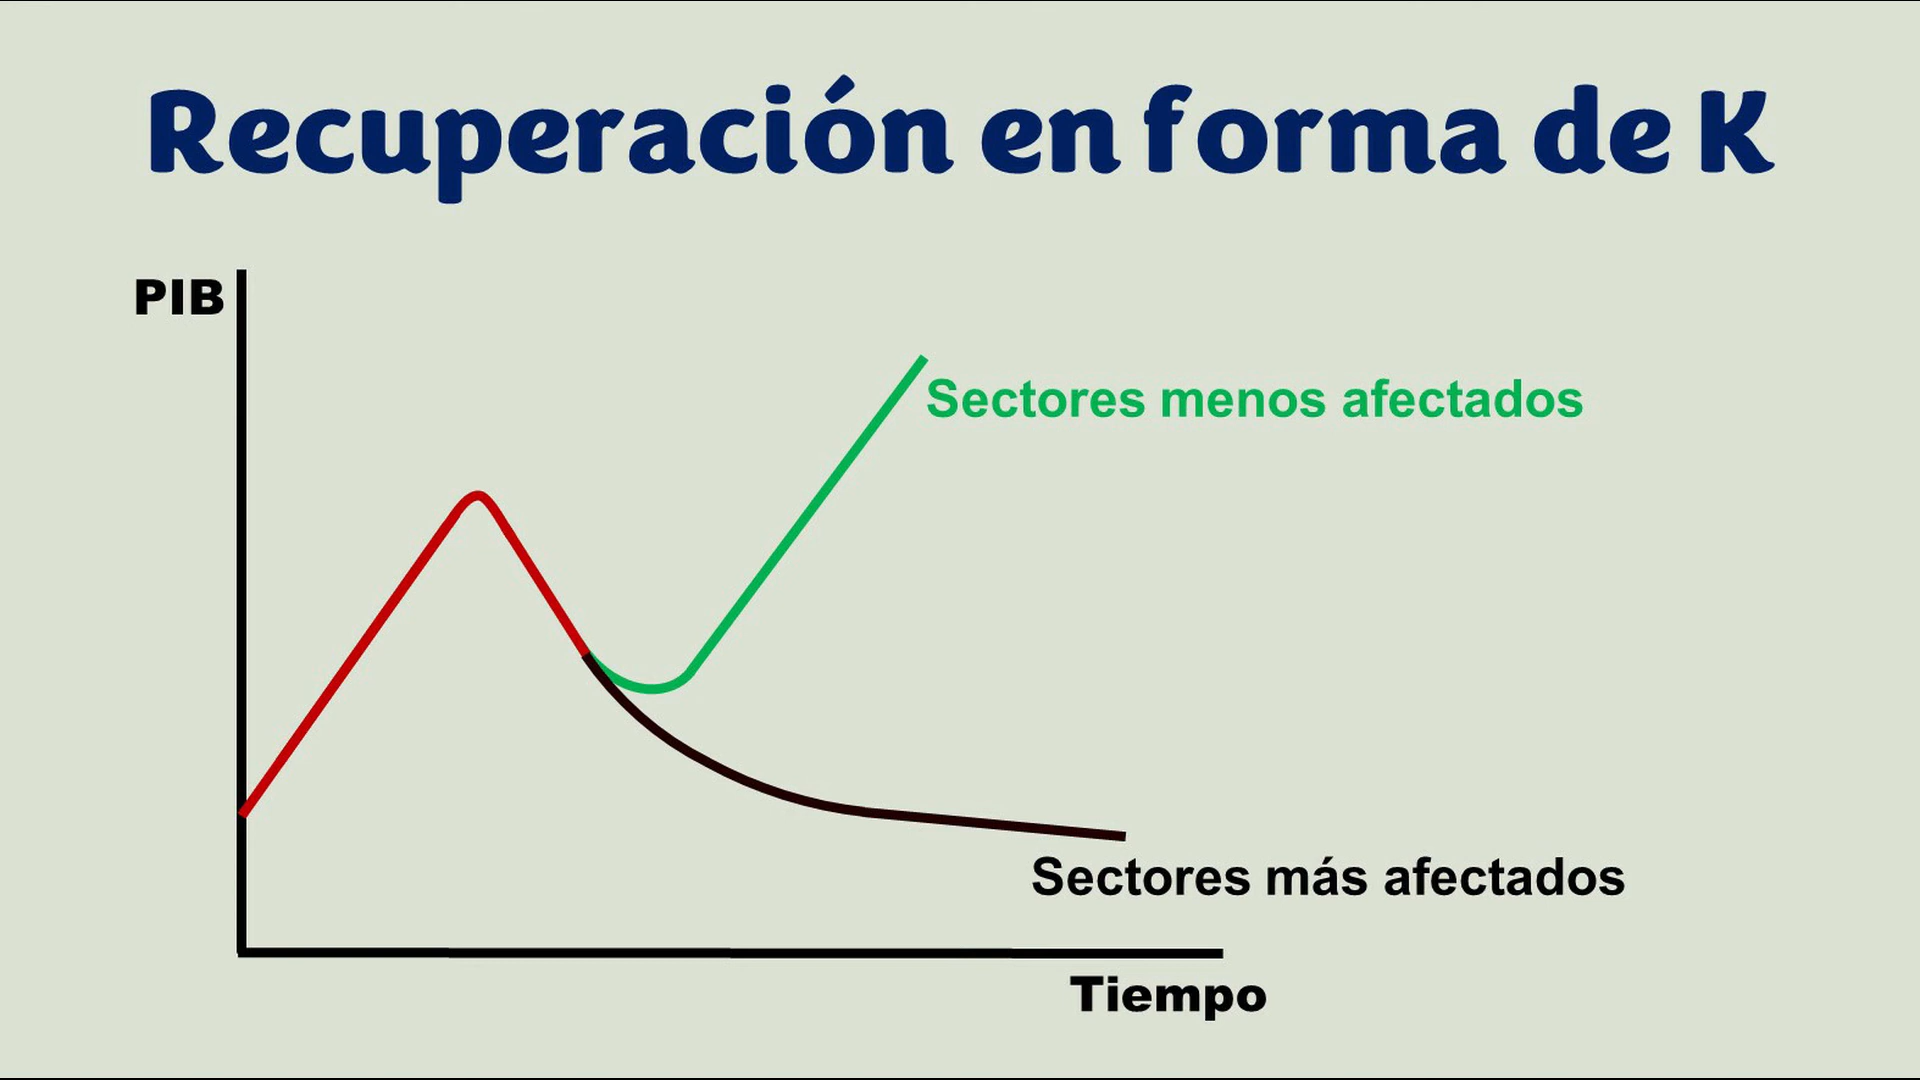 Recuperación en forma de K
PIB
Sectores menos afectados
Sectores más afectados
Tiempo